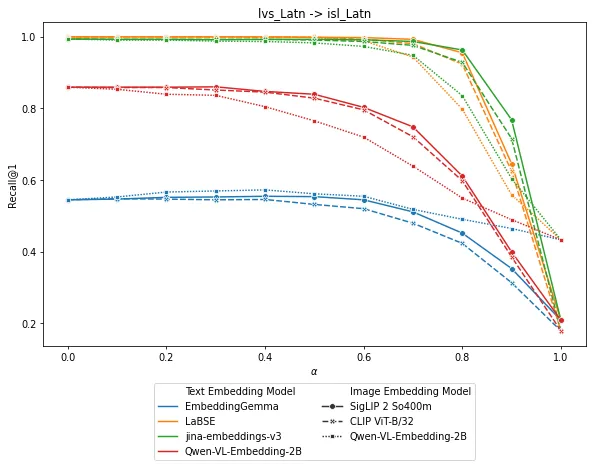 lvs_Latn -> isl_Latn
Recall@1
1.0
0.8
0.6
0.4
0.2
0.0 0.2 0.4 0.6 0.8 1.0
α
Text Embedding Model Image Embedding Model
EmbeddingGemma SigLIP 2 So400m
LaBSE CLIP ViT-B/32
jina-embeddings-v3 Qwen-VL-Embedding-2B
Qwen-VL-Embedding-2B